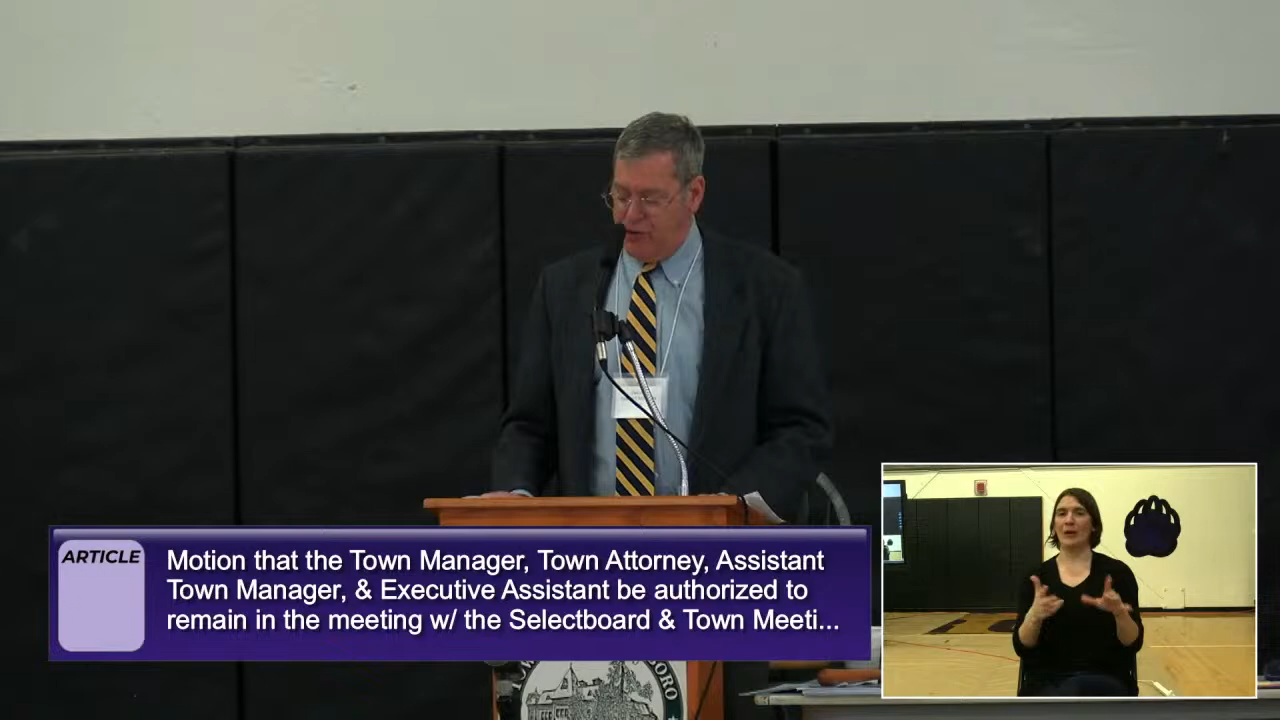 ARTICLE
Motion that the Town Manager, Town Attorney, Assistant
Town Manager, & Executive Assistant be authorized to
remain in the meeting w/ the Selectboard & Town Meeti...
BORO